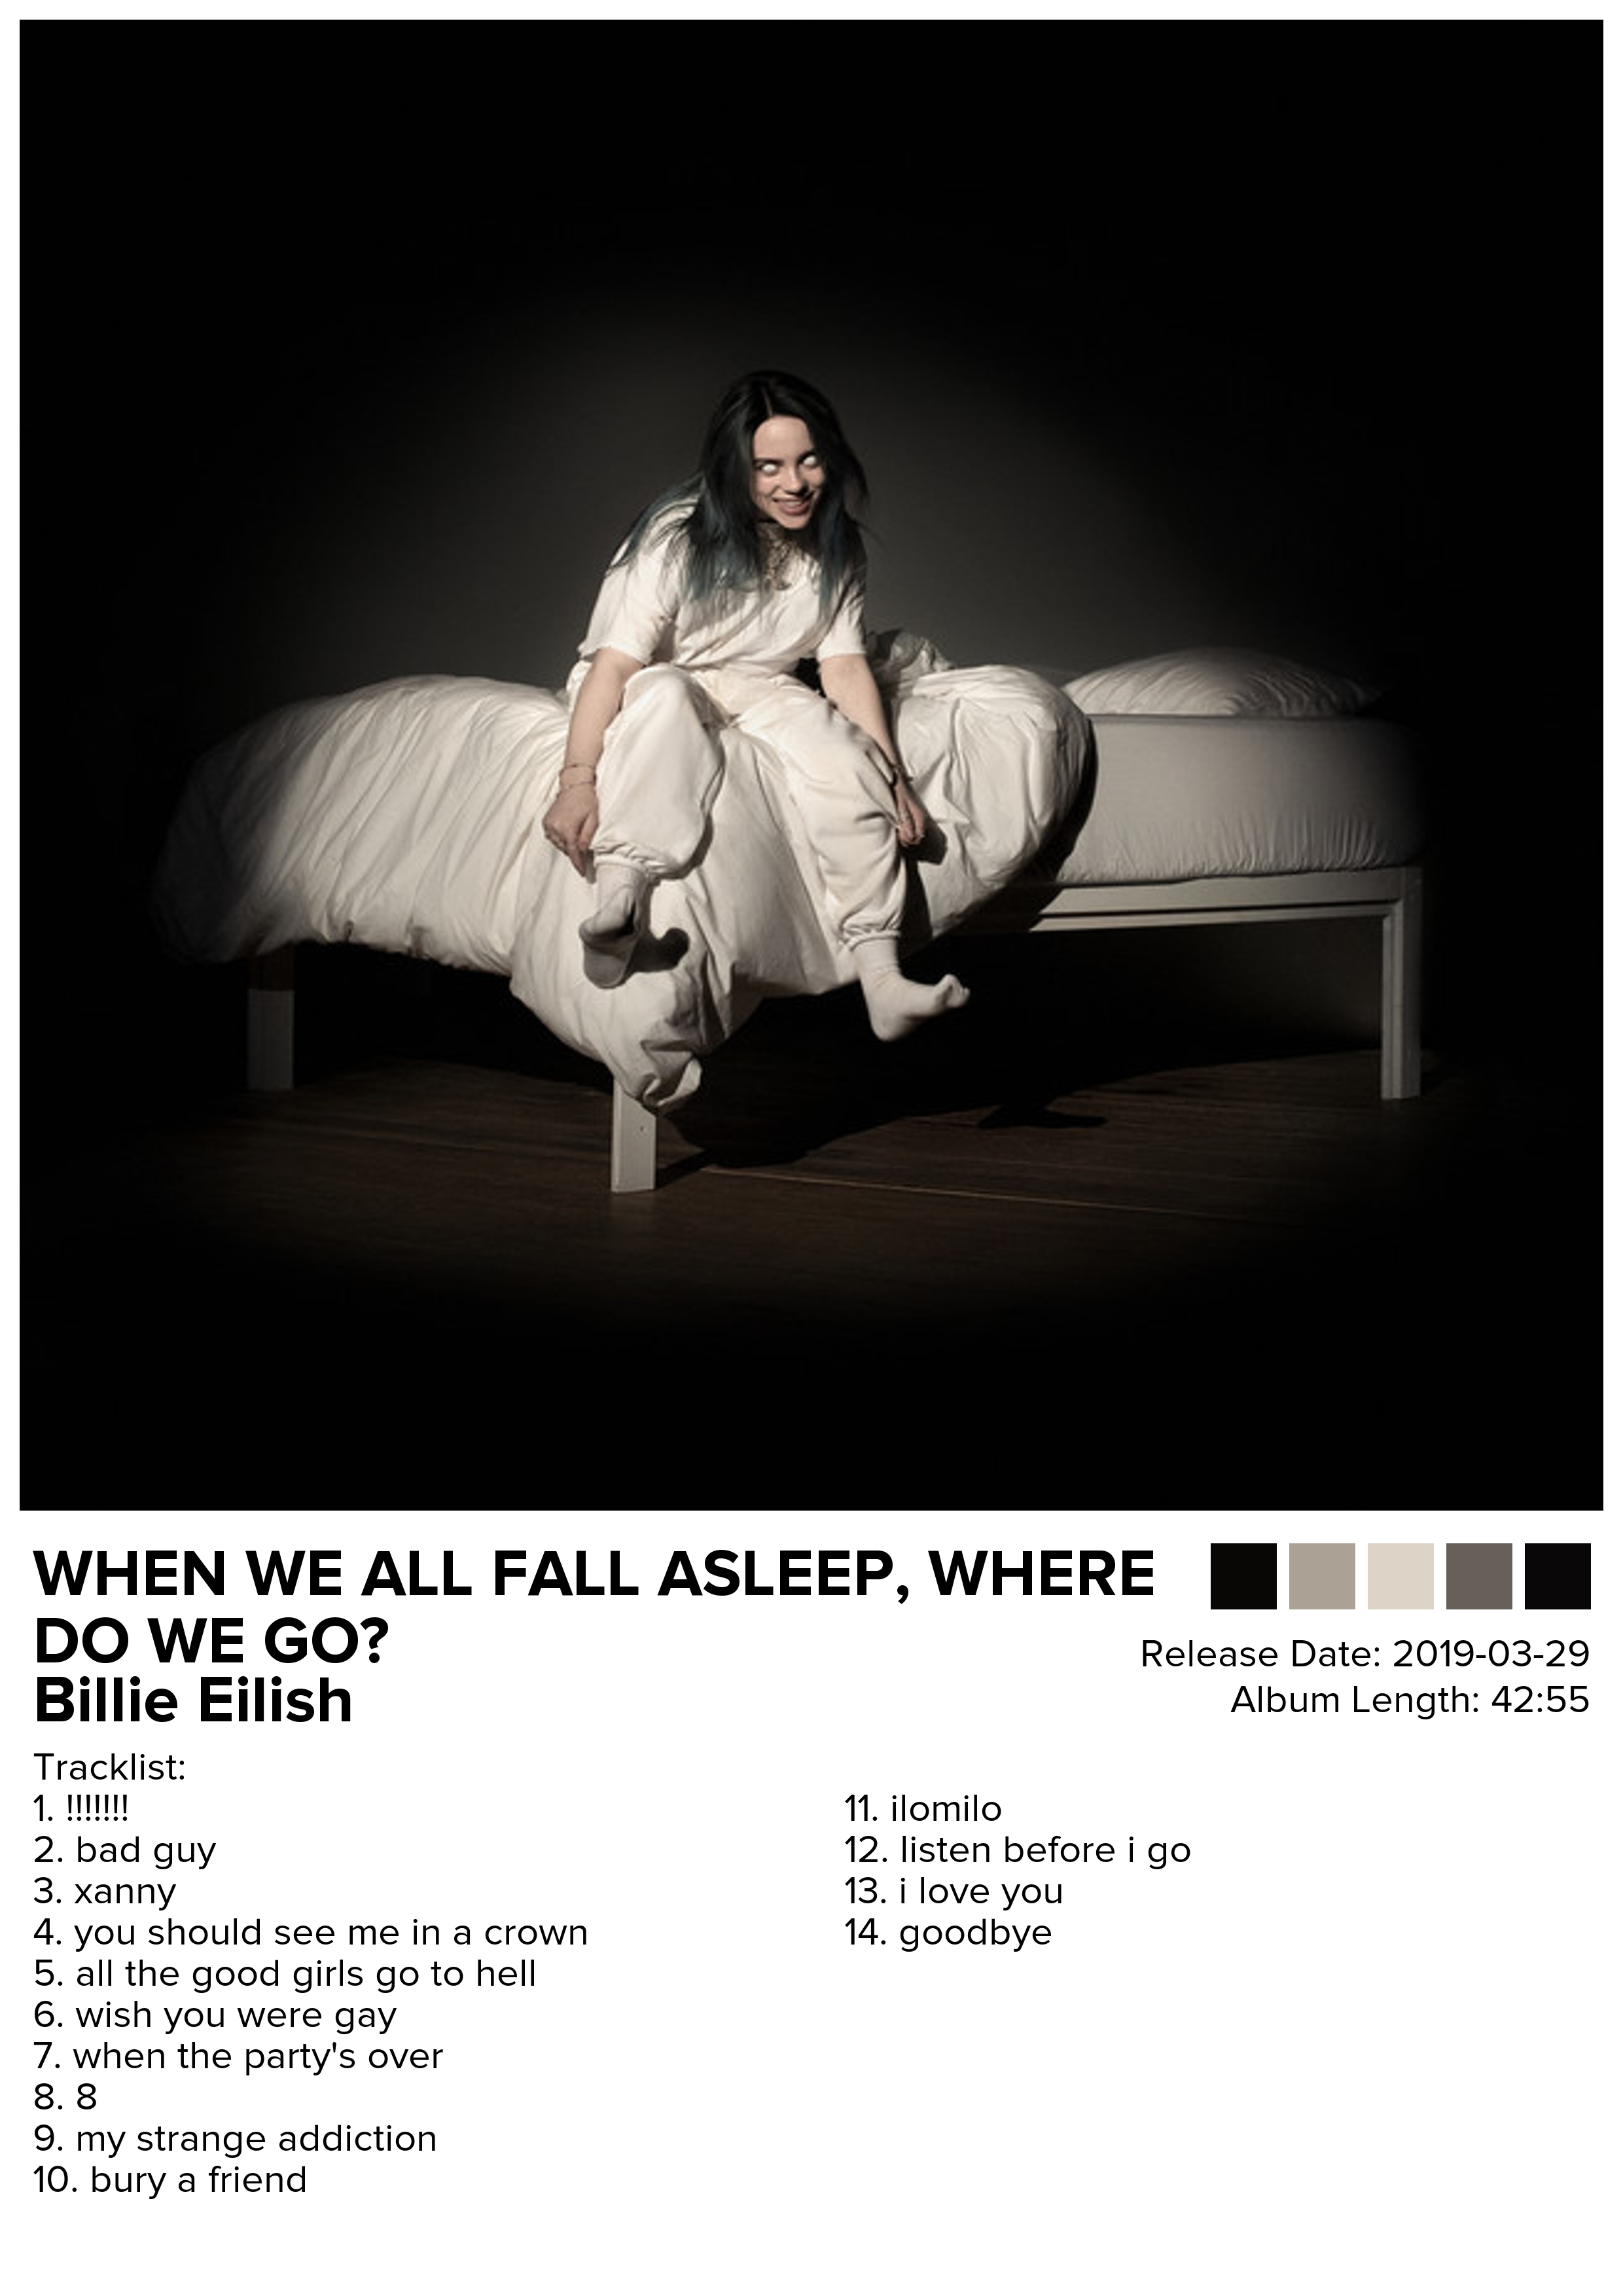 WHEN WE ALL FALL ASLEEP, WHERE
DO WE GO?
Billie Eilish
Release Date: 2019-03-29
Album Length: 42:55
Tracklist:
1. !!!!!!!
2. bad guy
3. xanny
4. you should see me in a crown
5. all the good girls go to hell
6. wish you were gay
7. when the party's over
8. 8
9. my strange addiction
10. bury a friend
11. ilomilo
12. listen before i go
13. i love you
14. goodbye